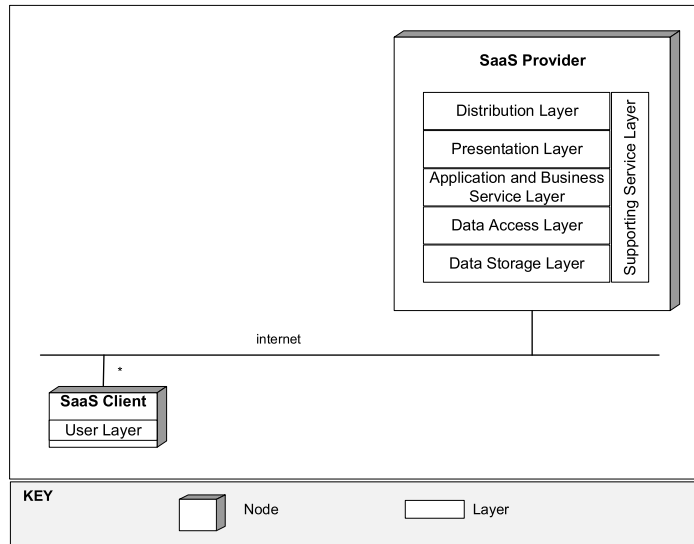 SaaS Provider
Distribution Layer
Presentation Layer
Application and Business
Service Layer
Data Access Layer
Data Storage Layer
Supporting Service Layer
internet
*
SaaS Client
User Layer
KEY
Node
Layer